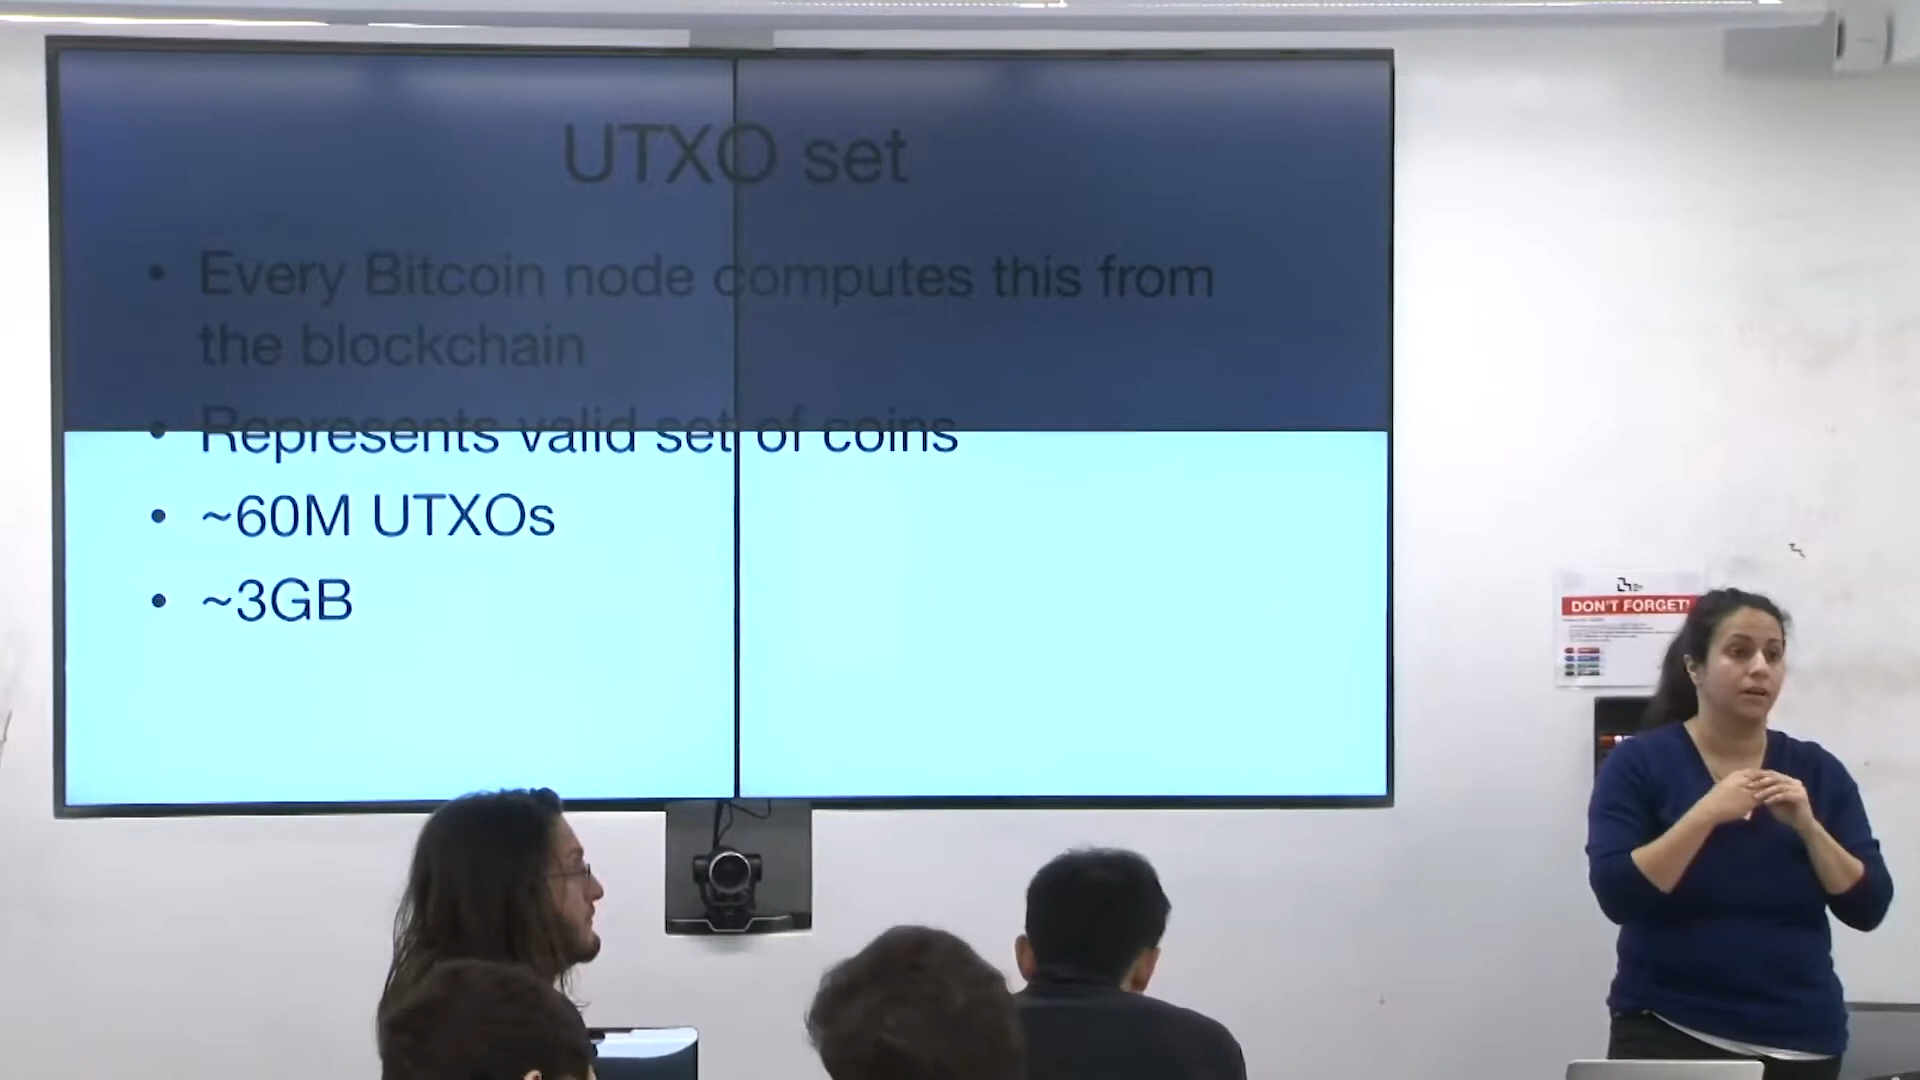 UTXO set
• Every Bitcoin node computes this from
the blockchain
• Represents valid set of coins
• ~60M UTXOs
• ~3GB
DON'T FORGET!